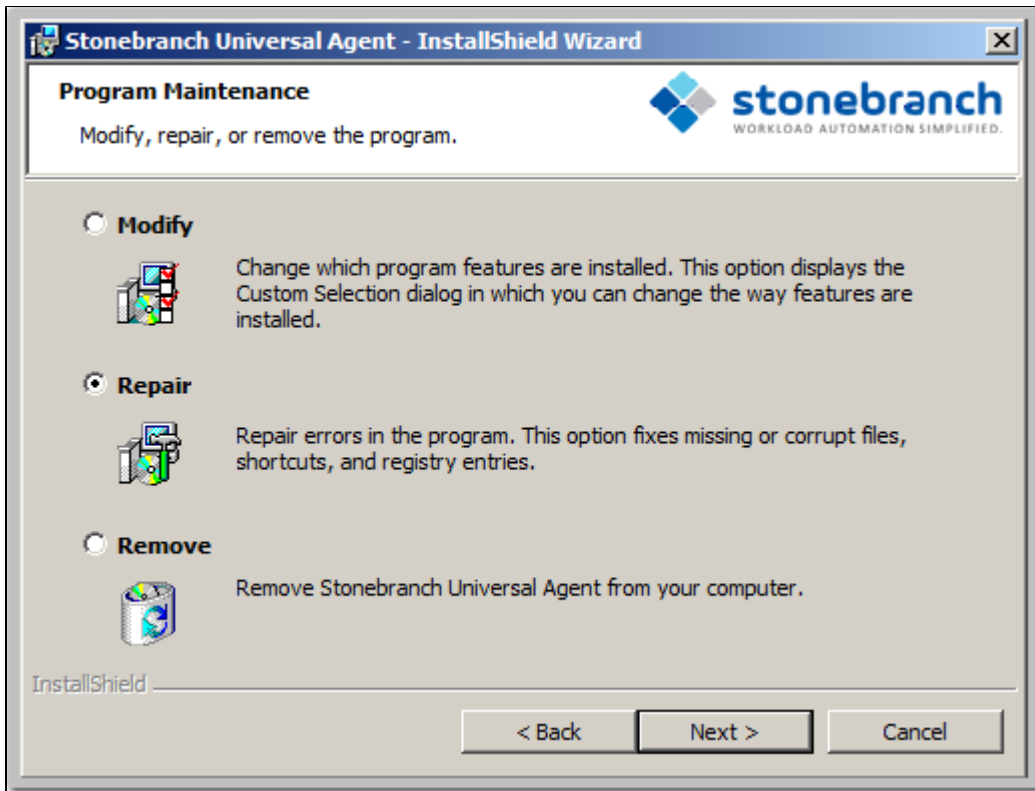 Stonebranch Universal Agent - InstallShield Wizard
Program Maintenance
Modify, repair, or remove the program.
stonebranch
WORKLOAD AUTOMATION SIMPLIFIED.
Modify
Change which program features are installed. This option displays the
Custom Selection dialog in which you can change the way features are
installed.
Repair
Repair errors in the program. This option fixes missing or corrupt files,
shortcuts, and registry entries.
Remove
Remove Stonebranch Universal Agent from your computer.
InstallShield
< Back
Next >
Cancel